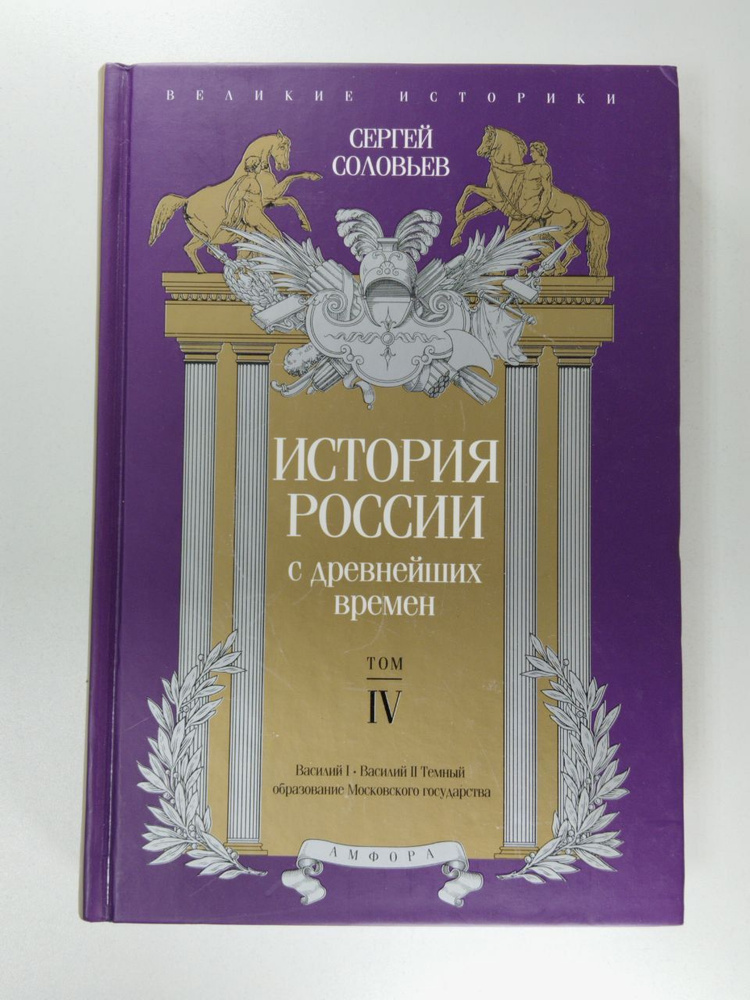 ВЕЛИКИЕ ИСТОРИКИ
СЕРГЕЙ
СОЛОВЬЕВ
ИСТОРИЯ
РОССИИ
с древнейших
времен
ТОМ
IV
Василий I • Василий II Темный
образование Московского государства
АМФОРА